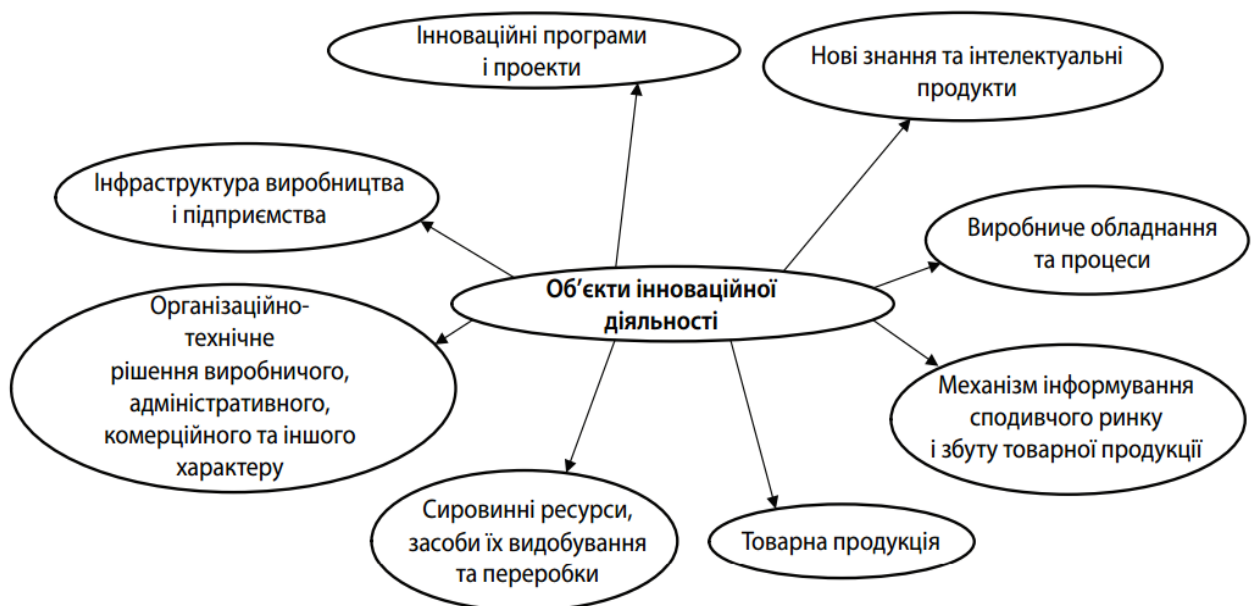 Інноваційні програми
і проекти
Нові знання та інтелектуальні
продукти
Інфраструктура виробництва
і підприємства
Виробниче обладнання
та процеси
Об’єкти інноваційної
діяльності
Організаційно-
технічне
рішення виробничого,
адміністративного,
комерційного та іншого
характеру
Механізм інформування
сподивчого ринку
і збуту товарної продукції
Сировинні ресурси,
засоби їх видобування
та переробки
Товарна продукція